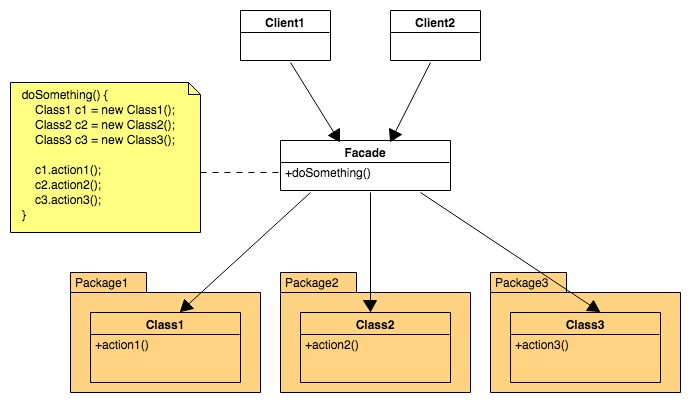 Client1
Client2
doSomething() {
Class1 c1 = new Class1();
Class2 c2 = new Class2();
Class3 c3 = new Class3();
c1.action1();
c2.action2();
c3.action3();
}
Facade
+doSomething()
Package1
Class1
+action1()
Package2
Class2
+action2()
Package3
Class3
+action3()